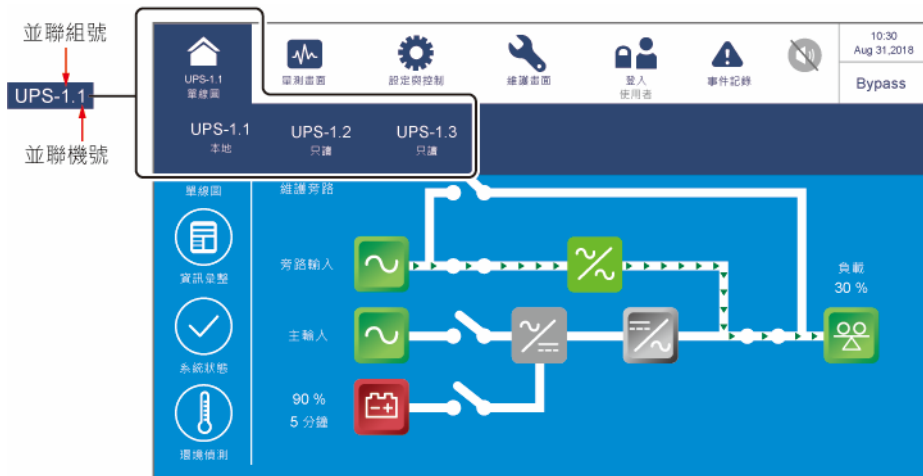 並聯組號
UPS-1.1
並聯機號
UPS-1.1
單線圖
量測畫面
設定與控制
維護畫面
登入
使用者
事件記錄
10:30
Aug 31,2018
Bypass
UPS-1.1
本地
UPS-1.2
只讀
UPS-1.3
只讀
單線圖
資訊彙整
系統狀態
環境偵測
維護旁路
旁路輸入
主輸入
90 %
5 分鐘
負載
30 %